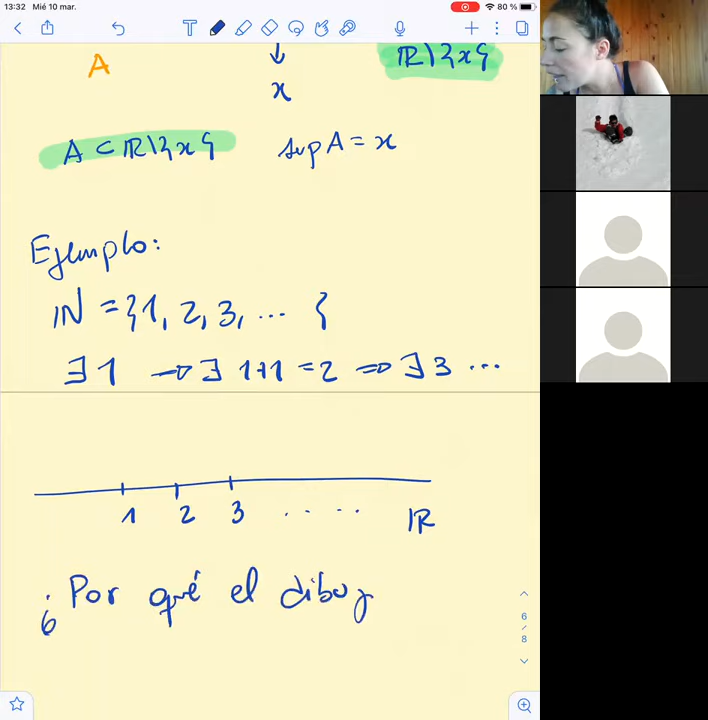 13:32 Mié 10 mar.
80 %
A
x
ℝ\{x}
A ⊂ ℝ\{x} sup A = x
Ejemplo:
ℕ = {1, 2, 3, ... }
∃ 1 → ∃ 1+1 = 2 ⇒ ∃ 3 ...
1 2 3 . . . . ℝ
¿Por qué el dibuj
6
/
8